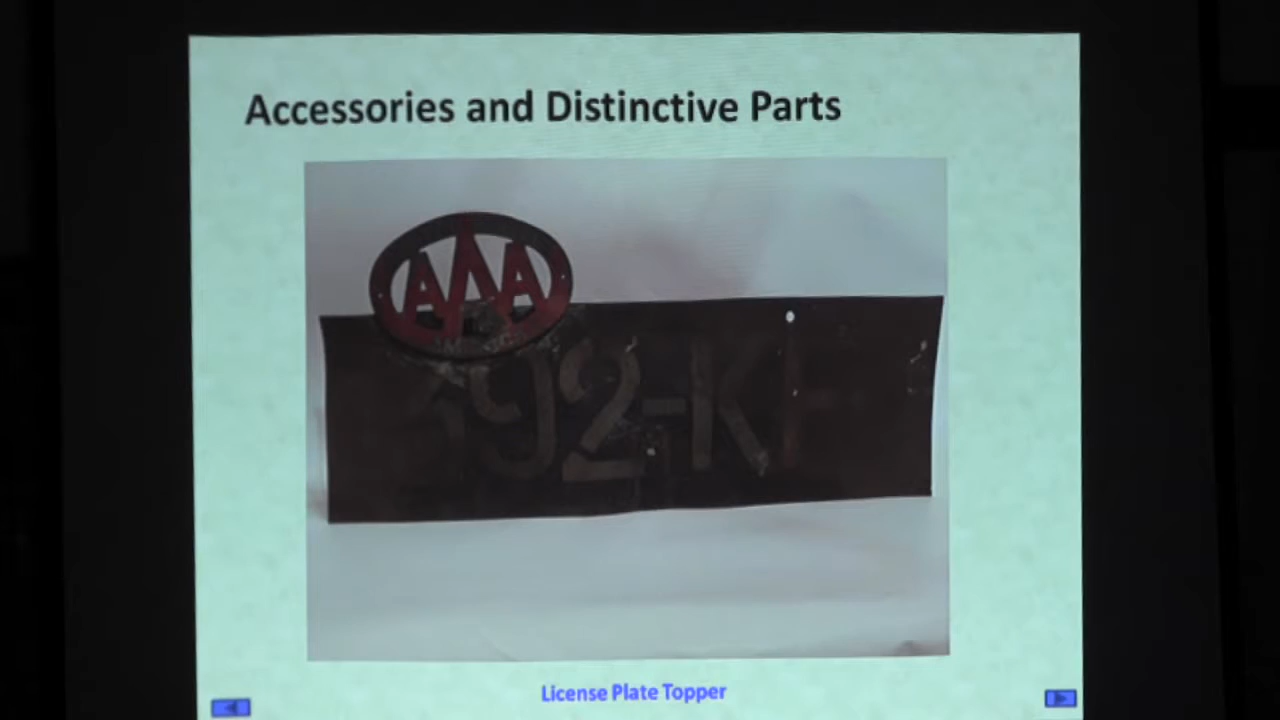 Accessories and Distinctive Parts
AAA
92-K
License Plate Topper